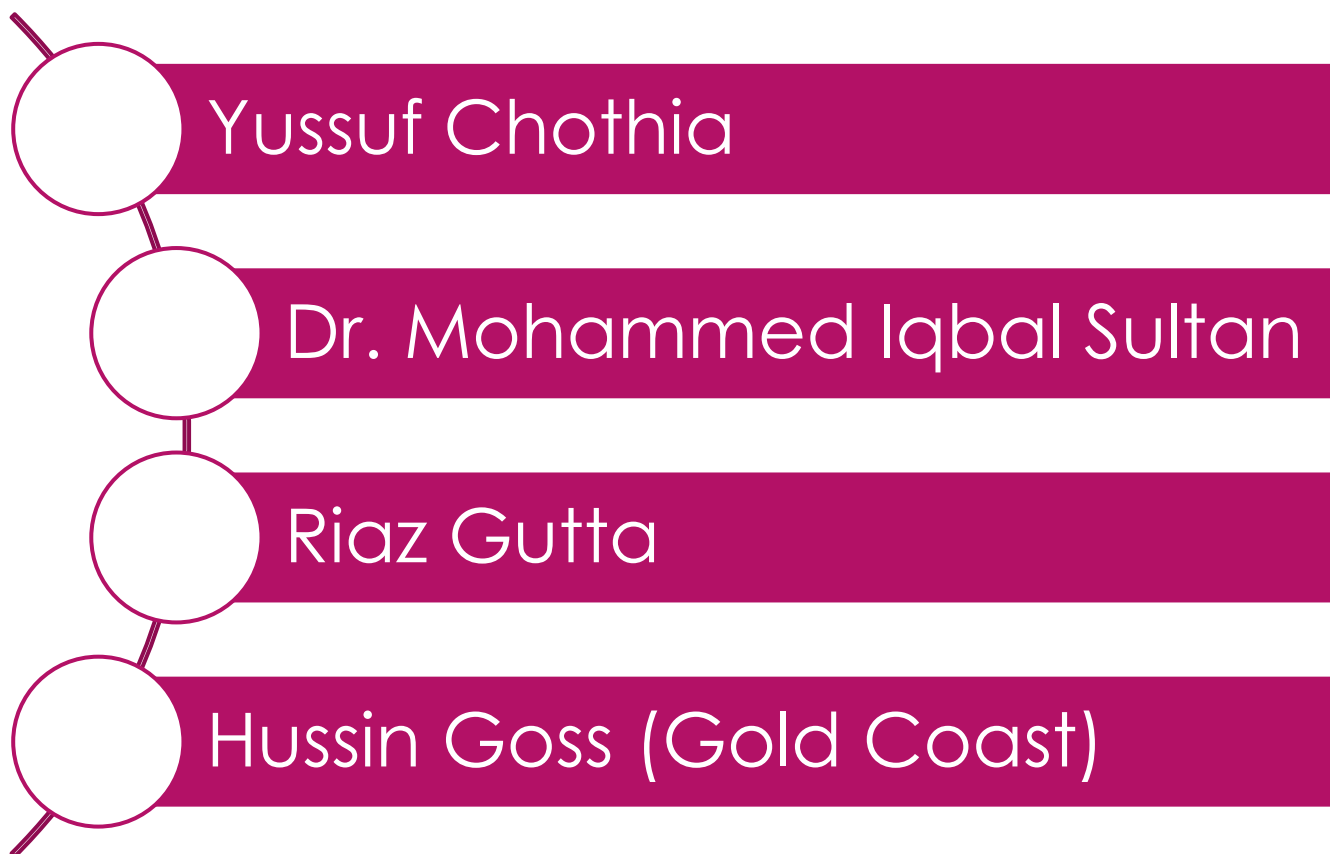 Yussuf Chothia
Dr. Mohammed Iqbal Sultan
Riaz Gutta
Hussin Goss (Gold Coast)